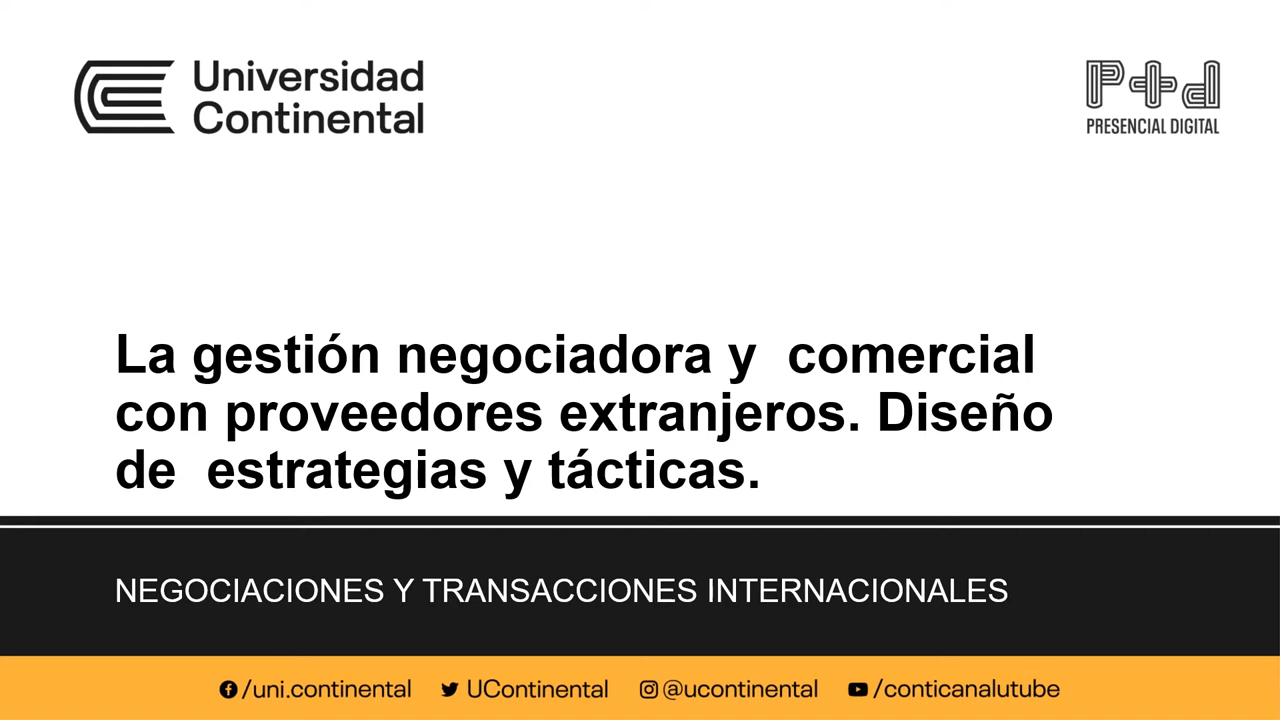 Universidad
Continental
P+d
PRESENCIAL DIGITAL
La gestión negociadora y  comercial
con proveedores extranjeros. Diseño
de  estrategias y tácticas.
NEGOCIACIONES Y TRANSACCIONES INTERNACIONALES
/uni.continental UContinental @ucontinental /conticanalutube